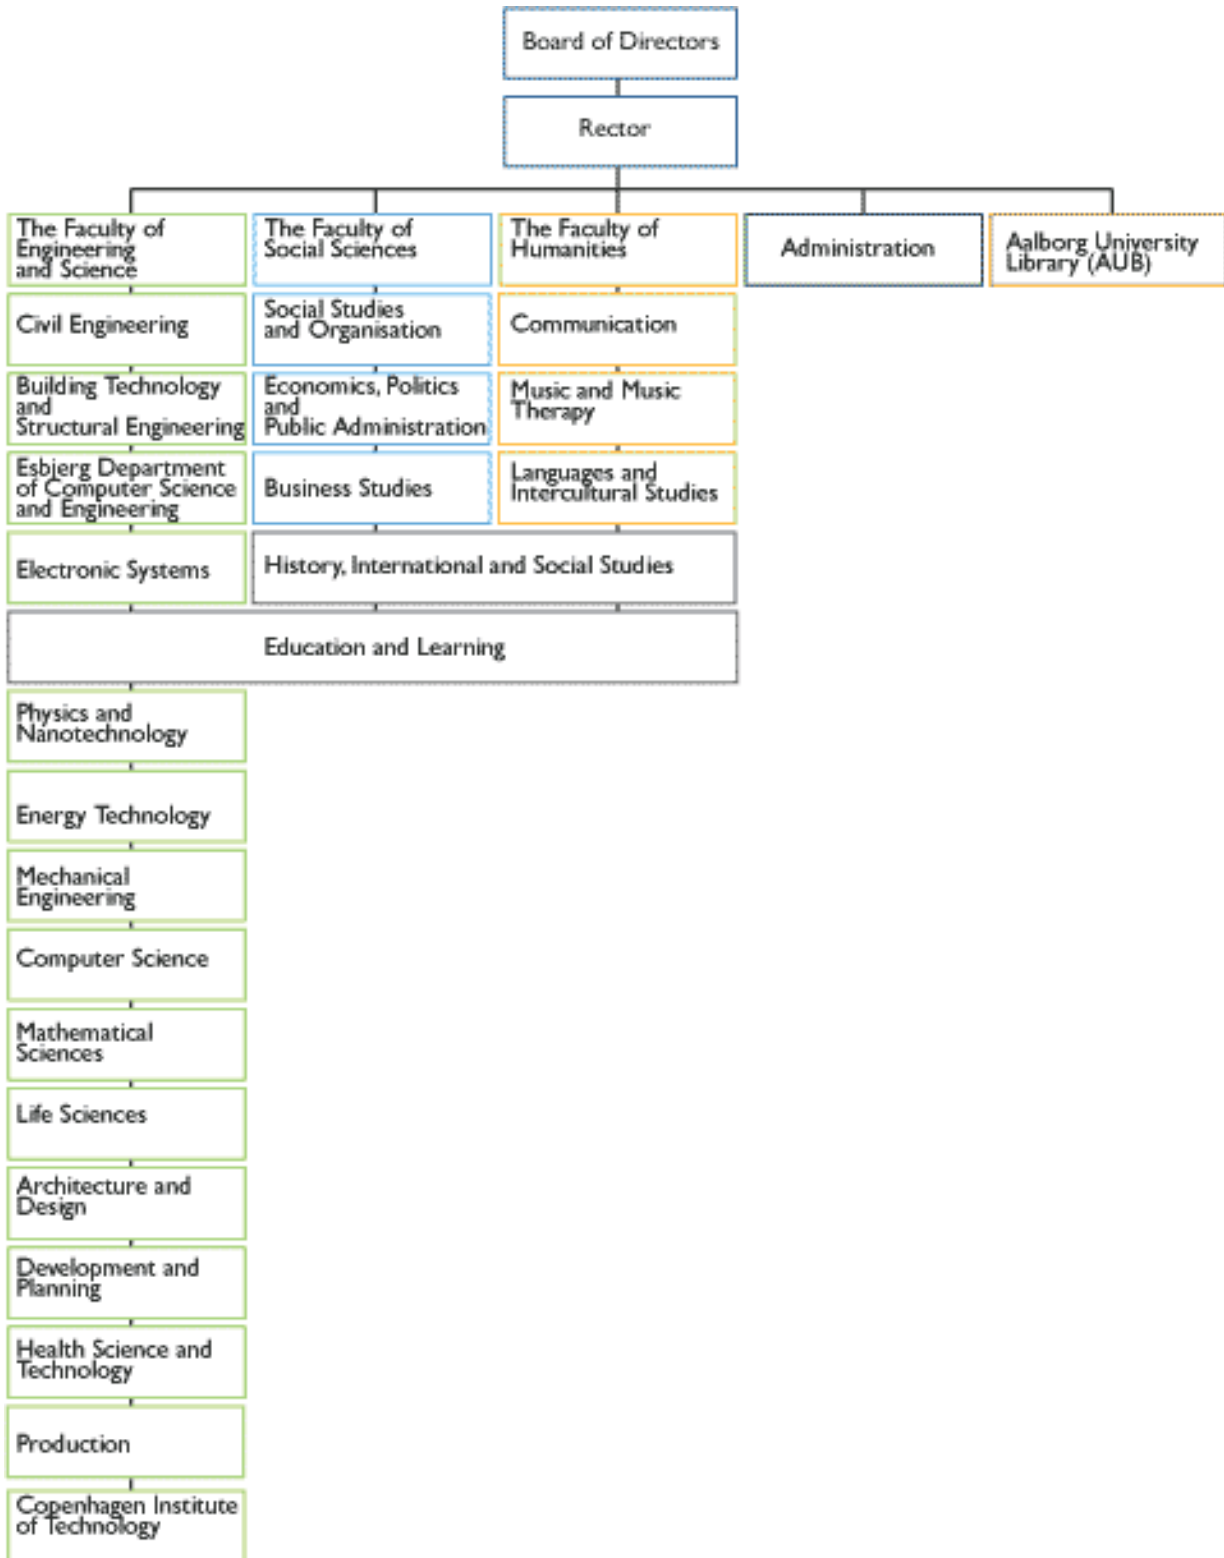 Board of Directors
Rector
The Faculty of
Engineering
and Science
The Faculty of
Social Sciences
The Faculty of
Humanities
Administration
Aalborg University
Library (AUB)
Civil Engineering
Social Studies
and Organisation
Communication
Building Technology
and
Structural Engineering
Economics, Politics
and
Public Administration
Music and Music
Therapy
Esbjerg Department
of Computer Science
and Engineering
Business Studies
Languages and
Intercultural Studies
Electronic Systems
History, International and Social Studies
Education and Learning
Physics and
Nanotechnology
Energy Technology
Mechanical
Engineering
Computer Science
Mathematical
Sciences
Life Sciences
Architecture and
Design
Development and
Planning
Health Science and
Technology
Production
Copenhagen Institute
of Technology